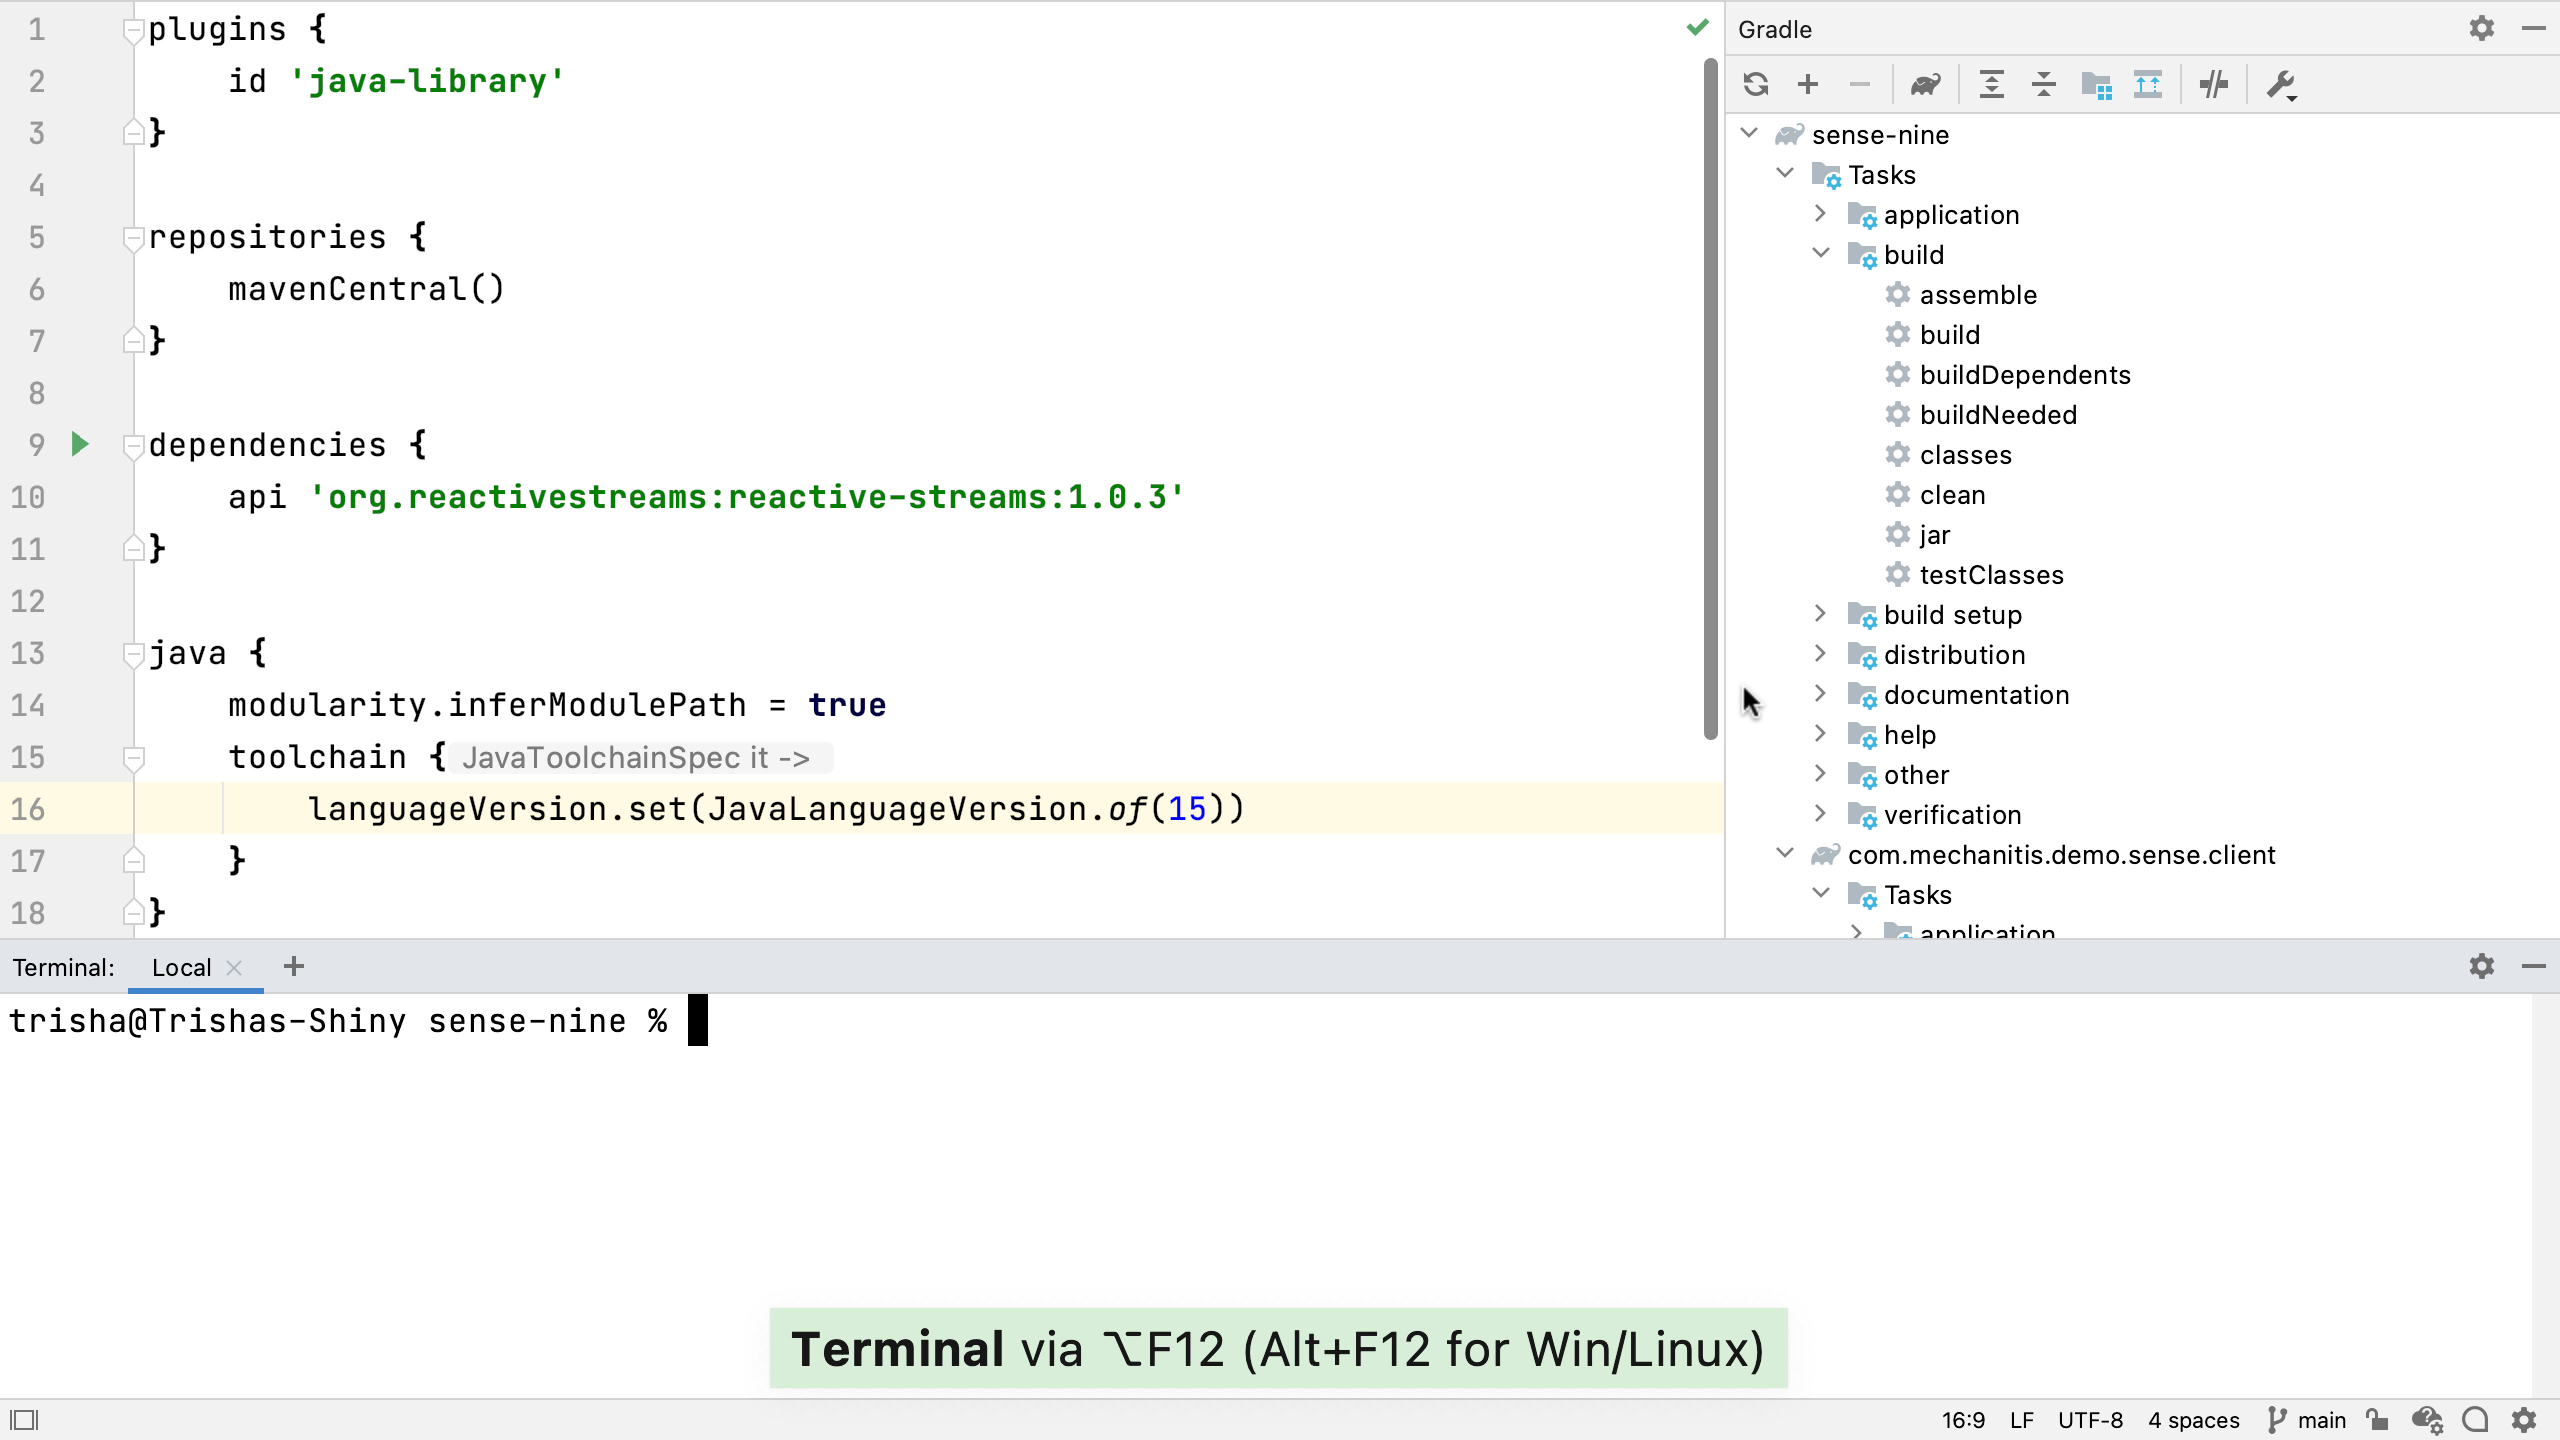 1 plugins {
2 id 'java-library'
3 }
4
5 repositories {
6 mavenCentral()
7 }
8
9 dependencies {
10 api 'org.reactivestreams:reactive-streams:1.0.3'
11 }
12
13 java {
14 modularity.inferModulePath = true
15 toolchain { JavaToolchainSpec it ->
16 languageVersion.set(JavaLanguageVersion.of(15))
17 }
18 }
Gradle
sense-nine
Tasks
application
build
assemble
build
buildDependents
buildNeeded
classes
clean
jar
testClasses
build setup
distribution
documentation
help
other
verification
com.mechanitis.demo.sense.client
Tasks
application
Terminal: Local
trisha@Trishas-Shiny sense-nine %
Terminal via ⌥F12 (Alt+F12 for Win/Linux)
16:9 LF UTF-8 4 spaces main